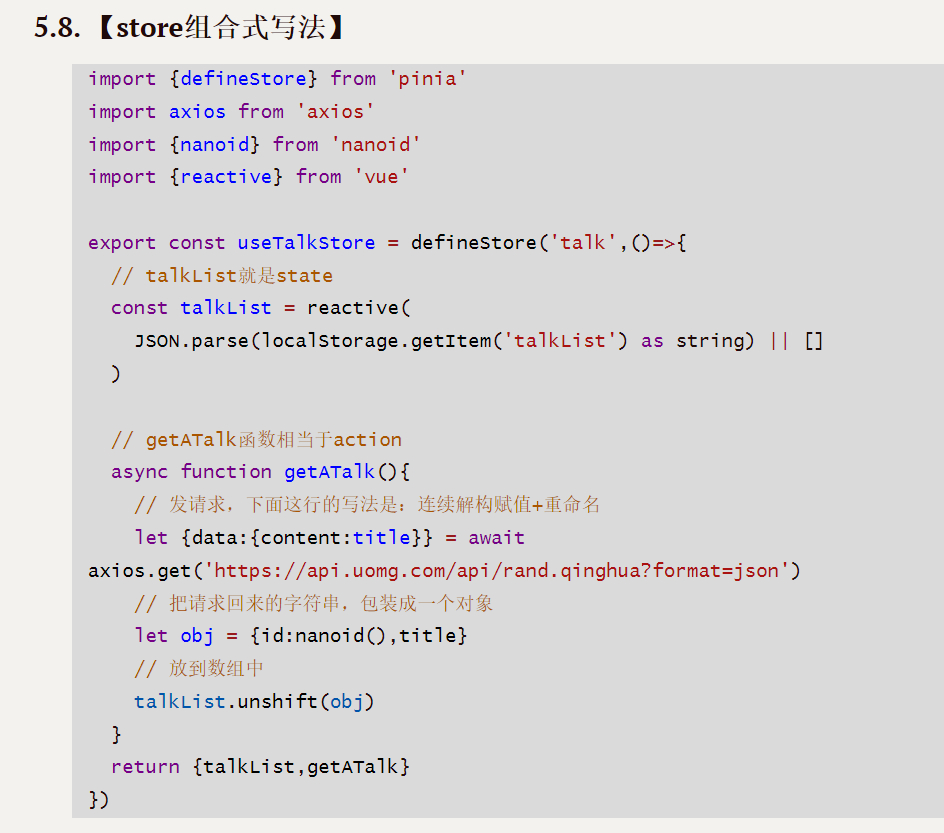 5.8. 【store组合式写法】
import {defineStore} from 'pinia'
import axios from 'axios'
import {nanoid} from 'nanoid'
import {reactive} from 'vue'
export const useTalkStore = defineStore('talk',()=>{
// talkList就是state
const talkList = reactive(
JSON.parse(localStorage.getItem('talkList') as string) || []
)
// getATalk函数相当于action
async function getATalk(){
// 发请求，下面这行的写法是：连续解构赋值+重命名
let {data:{content:title}} = await
axios.get('https://api.uomg.com/api/rand.qinghua?format=json')
// 把请求回来的字符串，包装成一个对象
let obj = {id:nanoid(),title}
// 放到数组中
talkList.unshift(obj)
}
return {talkList,getATalk}
})